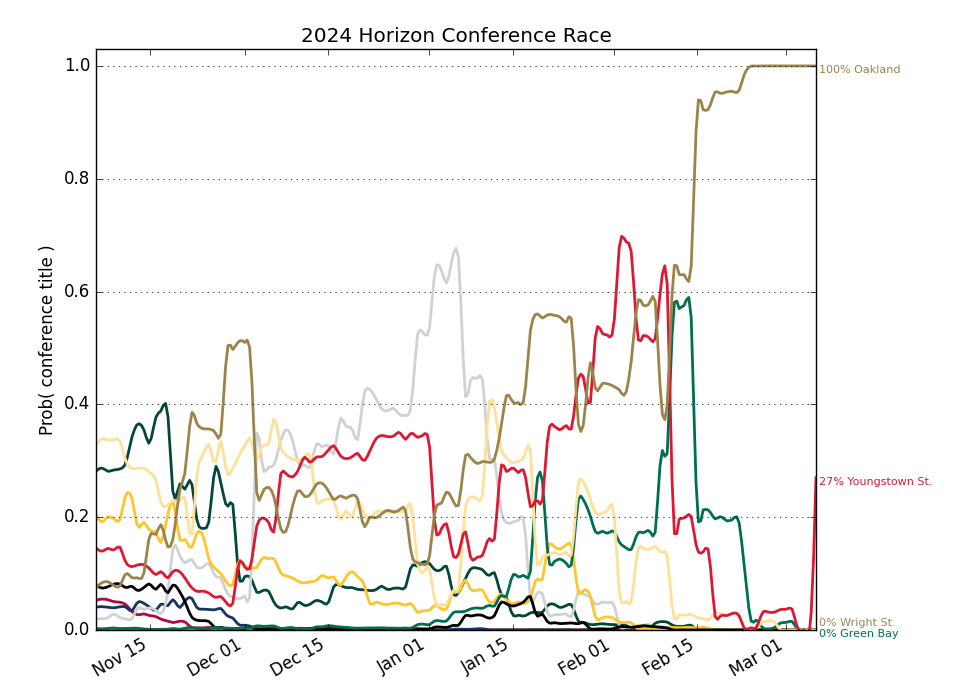 2024 Horizon Conference Race
Prob( conference title )
1.0
0.8
0.6
0.4
0.2
0.0
100% Oakland
27% Youngstown St.
0% Wright St.
0% Green Bay
Nov 15
Dec 01
Dec 15
Jan 01
Jan 15
Feb 01
Feb 15
Mar 01